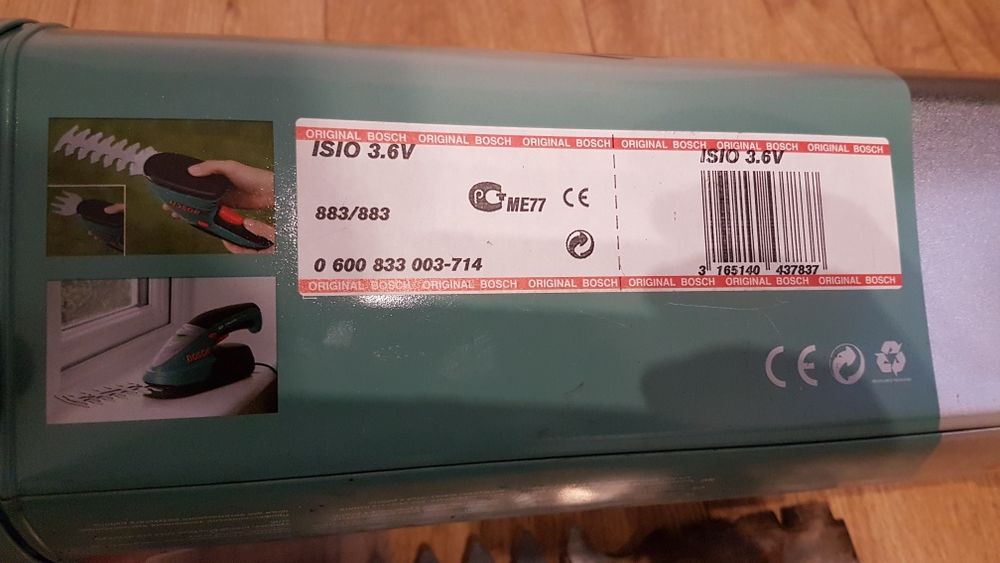 ORIGINAL BOSCH ORIGINAL BOSCH ORIGINAL BOSCH ORIGINAL BOSCH ORIGINAL BOSCH
ISIO 3.6V
ISIO 3.6V
883/883
PCT ME77 CE
0 600 833 003-714
3 165140 437837
ORIGINAL BOSCH ORIGINAL BOSCH ORIGINAL BOSCH ORIGINAL BOSCH ORIGINAL BOSCH ORIGINAL BOSCH
BOSCH
BOSCH
CE